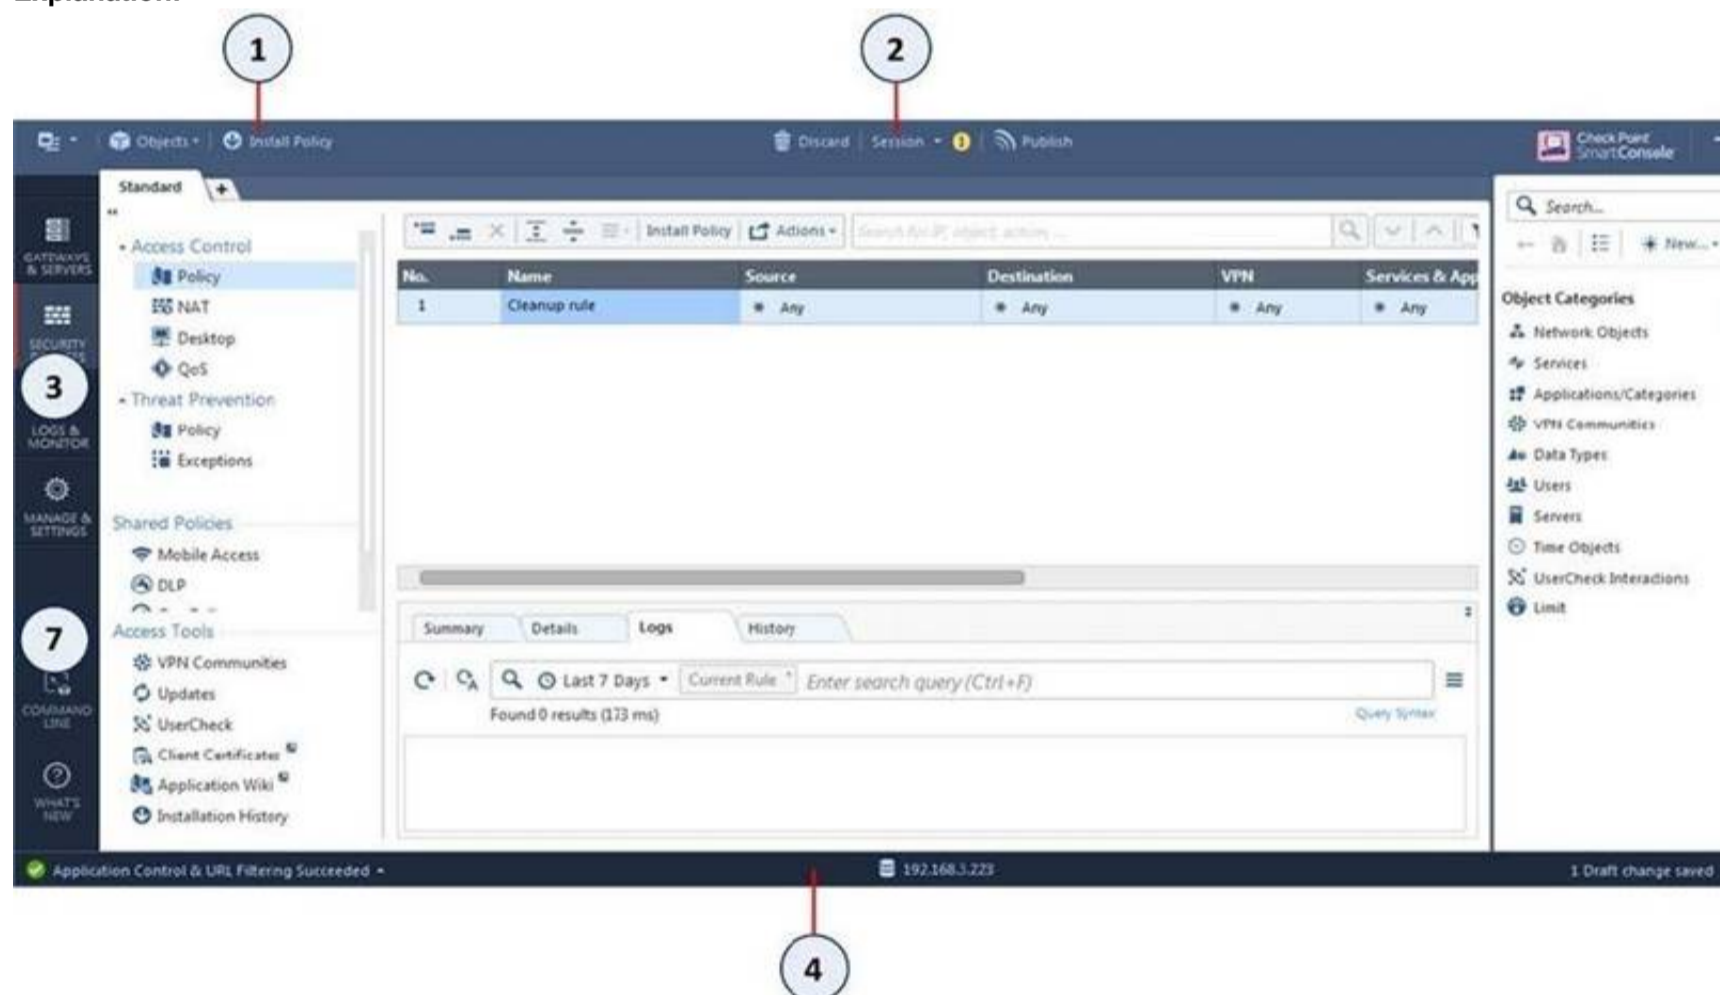 1
2
Objects
Install Policy
Discard
Session
Publish
Check Point
SmartConsole
Standard
+
GATEWAYS
& SERVERS
SECURITY
3
LOGS &
MONITOR
MANAGE &
SETTINGS
7
COMMAND
LINE
WHAT'S
NEW
Access Control
Policy
NAT
Desktop
QoS
Threat Prevention
Policy
Exceptions
Shared Policies
Mobile Access
DLP
Access Tools
VPN Communities
Updates
UserCheck
Client Certificates
Application Wiki
Installation History
Install Policy
Actions
Search for IP, object, action, ...
No. Name Source Destination VPN Services & App
1 Cleanup rule Any Any Any Any
Summary Details Logs History
Last 7 Days
Current Rule
Enter search query (Ctrl+F)
Found 0 results (173 ms)
Query Syntax
Search...
New...
Object Categories
Network Objects
Services
Applications/Categories
VPN Communities
Data Types
Users
Servers
Time Objects
UserCheck Interactions
Limit
Application Control & URL Filtering Succeeded
1 Draft change saved
4